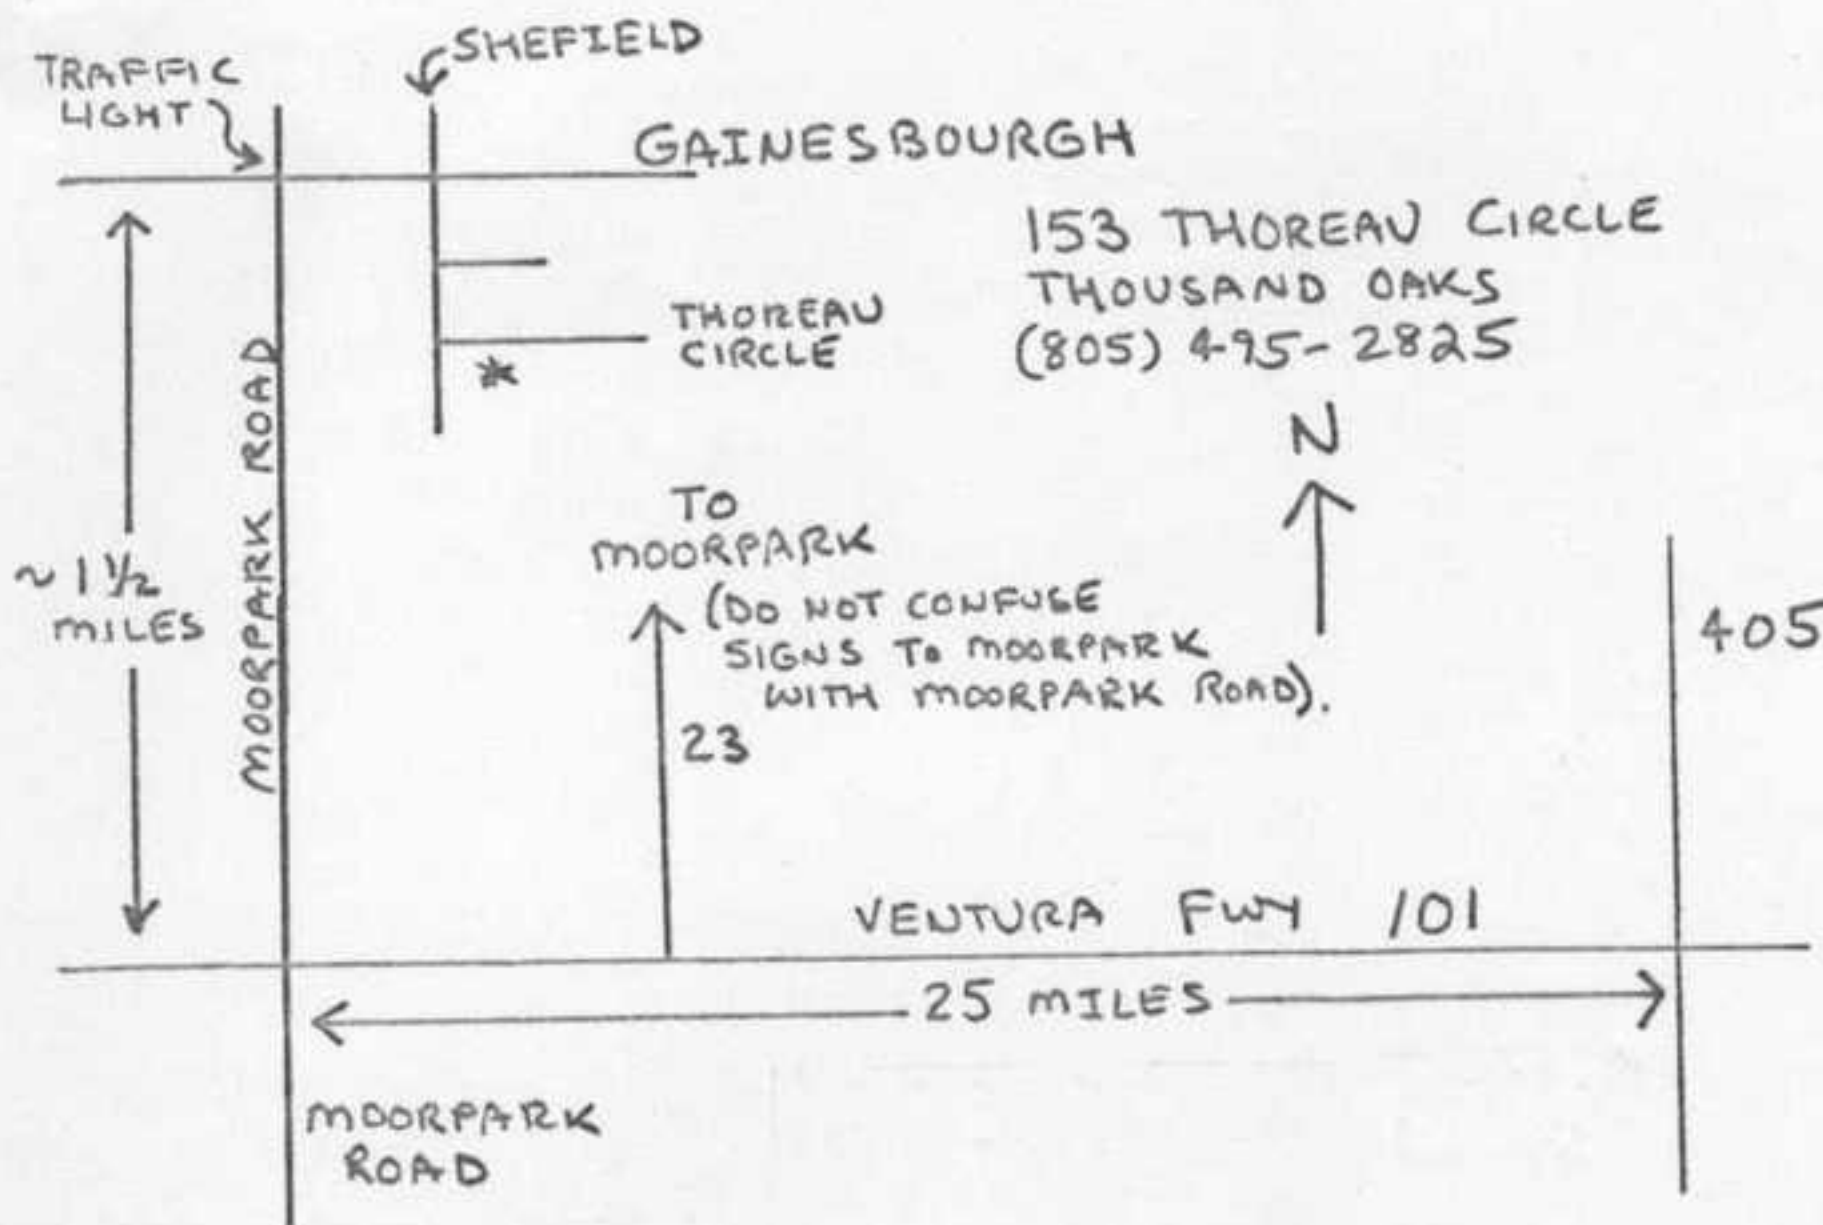 SHEFIELD
TRAFFIC
LIGHT
GAINESBOURGH
153 THOREAU CIRCLE
THOUSAND OAKS
(805) 495-2825
THOREAU
CIRCLE
*
N
MOORPARK ROAD
TO
MOORPARK
(DO NOT CONFUSE
SIGNS TO MOORPARK
WITH MOORPARK ROAD).
~ 1 1/2
MILES
405
23
VENTURA FWY 101
25 MILES
MOORPARK
ROAD